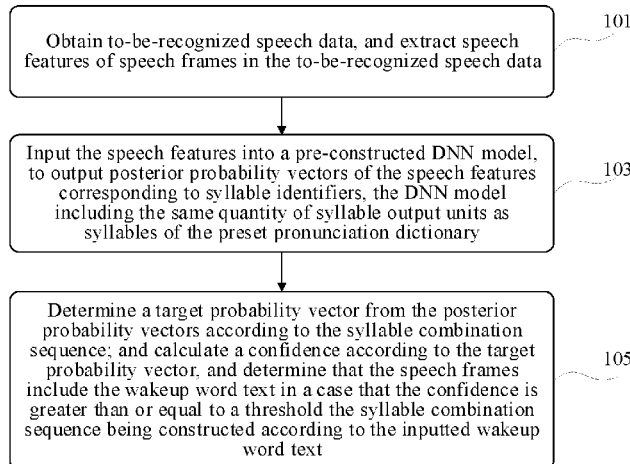 Obtain to-be-recognized speech data, and extract speech
features of speech frames in the to-be-recognized speech data
101
Input the speech features into a pre-constructed DNN model,
to output posterior probability vectors of the speech features
corresponding to syllable identifiers, the DNN model
including the same quantity of syllable output units as
syllables of the preset pronunciation dictionary
103
Determine a target probability vector from the posterior
probability vectors according to the syllable combination
sequence; and calculate a confidence according to the target
probability vector, and determine that the speech frames
include the wakeup word text in a case that the confidence is
greater than or equal to a threshold the syllable combination
sequence being constructed according to the inputted wakeup
word text
105